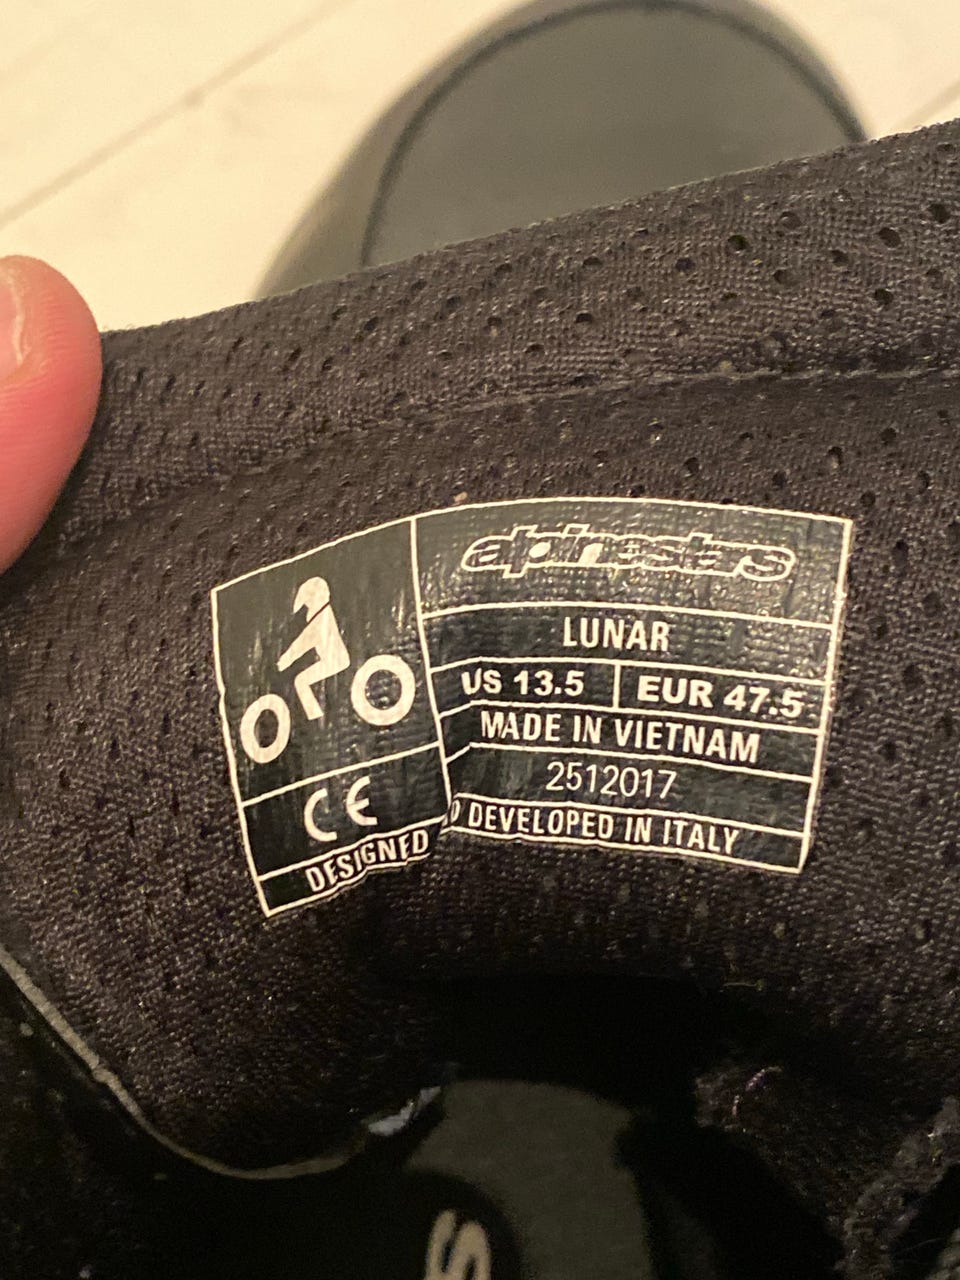 alpinestars
LUNAR
US 13.5 EUR 47.5
MADE IN VIETNAM
2512017
CE
DESIGNED D DEVELOPED IN ITALY
S